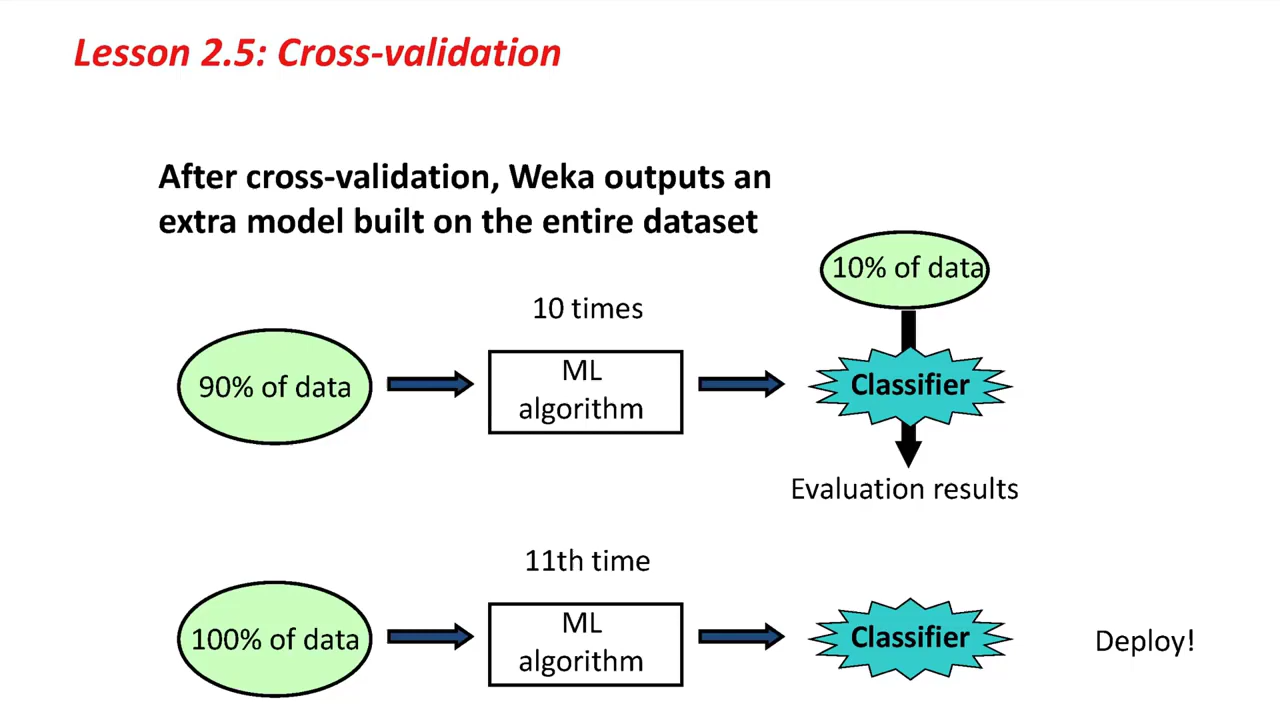 Lesson 2.5: Cross-validation
After cross-validation, Weka outputs an
extra model built on the entire dataset
10% of data
10 times
90% of data
ML
algorithm
Classifier
Evaluation results
11th time
100% of data
ML
algorithm
Classifier
Deploy!